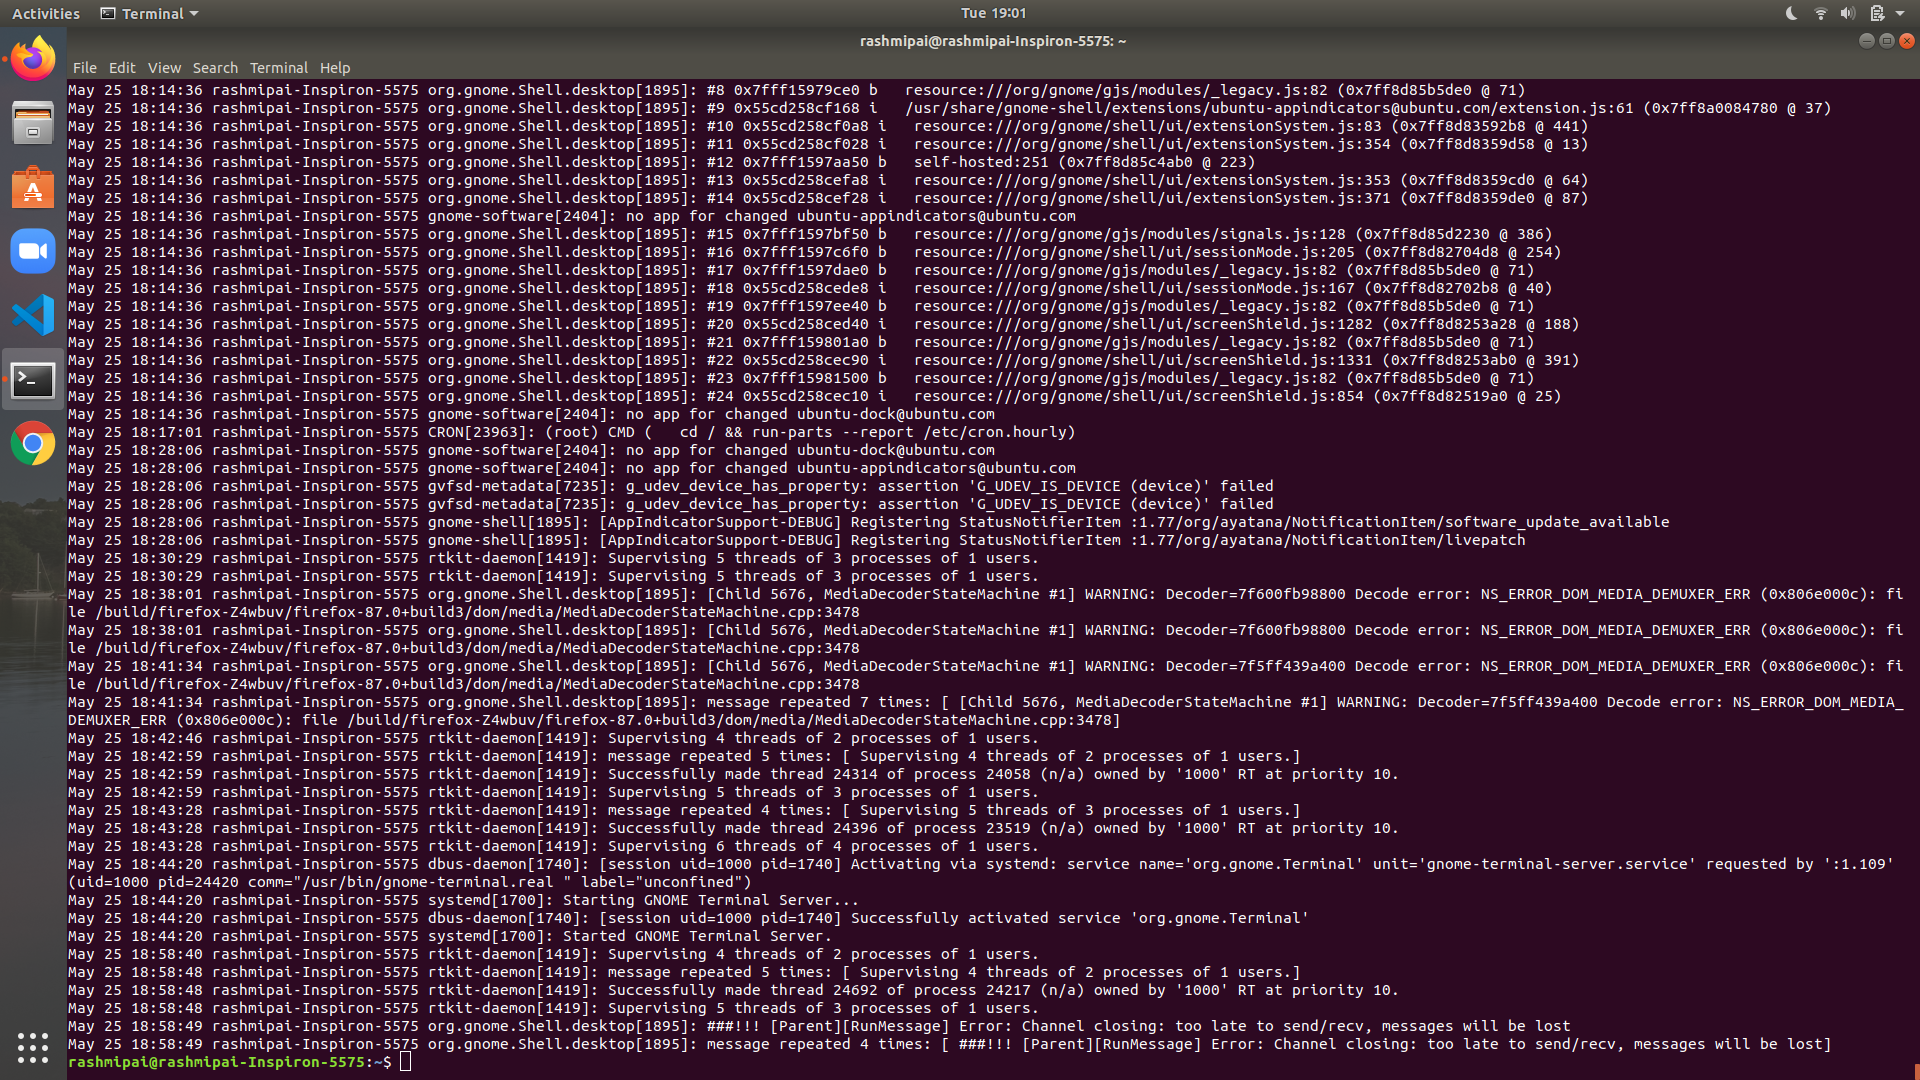 Activities Terminal Tue 19:01
rashmipai@rashmipai-Inspiron-5575: ~
File Edit View Search Terminal Help
May 25 18:14:36 rashmipai-Inspiron-5575 org.gnome.Shell.desktop[1895]: #8 0x7fff15979ce0 b   resource:///org/gnome/gjs/modules/_legacy.js:82 (0x7ff8d85b5de0 @ 71)
May 25 18:14:36 rashmipai-Inspiron-5575 org.gnome.Shell.desktop[1895]: #9 0x55cd258cf168 i   /usr/share/gnome-shell/extensions/ubuntu-appindicators@ubuntu.com/extension.js:61 (0x7ff8a0084780 @ 37)
May 25 18:14:36 rashmipai-Inspiron-5575 org.gnome.Shell.desktop[1895]: #10 0x55cd258cf0a8 i   resource:///org/gnome/shell/ui/extensionSystem.js:83 (0x7ff8d83592b8 @ 441)
May 25 18:14:36 rashmipai-Inspiron-5575 org.gnome.Shell.desktop[1895]: #11 0x55cd258cf028 i   resource:///org/gnome/shell/ui/extensionSystem.js:354 (0x7ff8d8359d58 @ 13)
May 25 18:14:36 rashmipai-Inspiron-5575 org.gnome.Shell.desktop[1895]: #12 0x7fff1597aa50 b   self-hosted:251 (0x7ff8d85c4ab0 @ 223)
May 25 18:14:36 rashmipai-Inspiron-5575 org.gnome.Shell.desktop[1895]: #13 0x55cd258cefa8 i   resource:///org/gnome/shell/ui/extensionSystem.js:353 (0x7ff8d8359cd0 @ 64)
May 25 18:14:36 rashmipai-Inspiron-5575 org.gnome.Shell.desktop[1895]: #14 0x55cd258cef28 i   resource:///org/gnome/shell/ui/extensionSystem.js:371 (0x7ff8d8359de0 @ 87)
May 25 18:14:36 rashmipai-Inspiron-5575 gnome-software[2404]: no app for changed ubuntu-appindicators@ubuntu.com
May 25 18:14:36 rashmipai-Inspiron-5575 org.gnome.Shell.desktop[1895]: #15 0x7fff1597bf50 b   resource:///org/gnome/gjs/modules/signals.js:128 (0x7ff8d85d2230 @ 386)
May 25 18:14:36 rashmipai-Inspiron-5575 org.gnome.Shell.desktop[1895]: #16 0x7fff1597c6f0 b   resource:///org/gnome/shell/ui/sessionMode.js:205 (0x7ff8d82704d8 @ 254)
May 25 18:14:36 rashmipai-Inspiron-5575 org.gnome.Shell.desktop[1895]: #17 0x7fff1597dae0 b   resource:///org/gnome/gjs/modules/_legacy.js:82 (0x7ff8d85b5de0 @ 71)
May 25 18:14:36 rashmipai-Inspiron-5575 org.gnome.Shell.desktop[1895]: #18 0x55cd258cede8 i   resource:///org/gnome/shell/ui/sessionMode.js:167 (0x7ff8d82702b8 @ 40)
May 25 18:14:36 rashmipai-Inspiron-5575 org.gnome.Shell.desktop[1895]: #19 0x7fff1597ee40 b   resource:///org/gnome/gjs/modules/_legacy.js:82 (0x7ff8d85b5de0 @ 71)
May 25 18:14:36 rashmipai-Inspiron-5575 org.gnome.Shell.desktop[1895]: #20 0x55cd258ced40 i   resource:///org/gnome/shell/ui/screenShield.js:1282 (0x7ff8d8253a28 @ 188)
May 25 18:14:36 rashmipai-Inspiron-5575 org.gnome.Shell.desktop[1895]: #21 0x7fff159801a0 b   resource:///org/gnome/gjs/modules/_legacy.js:82 (0x7ff8d85b5de0 @ 71)
May 25 18:14:36 rashmipai-Inspiron-5575 org.gnome.Shell.desktop[1895]: #22 0x55cd258cec90 i   resource:///org/gnome/shell/ui/screenShield.js:1331 (0x7ff8d8253ab0 @ 391)
May 25 18:14:36 rashmipai-Inspiron-5575 org.gnome.Shell.desktop[1895]: #23 0x7fff15981500 b   resource:///org/gnome/gjs/modules/_legacy.js:82 (0x7ff8d85b5de0 @ 71)
May 25 18:14:36 rashmipai-Inspiron-5575 org.gnome.Shell.desktop[1895]: #24 0x55cd258cec10 i   resource:///org/gnome/shell/ui/screenShield.js:854 (0x7ff8d82519a0 @ 25)
May 25 18:14:36 rashmipai-Inspiron-5575 gnome-software[2404]: no app for changed ubuntu-dock@ubuntu.com
May 25 18:17:01 rashmipai-Inspiron-5575 CRON[23963]: (root) CMD (   cd / && run-parts --report /etc/cron.hourly)
May 25 18:28:06 rashmipai-Inspiron-5575 gnome-software[2404]: no app for changed ubuntu-dock@ubuntu.com
May 25 18:28:06 rashmipai-Inspiron-5575 gnome-software[2404]: no app for changed ubuntu-appindicators@ubuntu.com
May 25 18:28:06 rashmipai-Inspiron-5575 gvfsd-metadata[7235]: g_udev_device_has_property: assertion 'G_UDEV_IS_DEVICE (device)' failed
May 25 18:28:06 rashmipai-Inspiron-5575 gvfsd-metadata[7235]: g_udev_device_has_property: assertion 'G_UDEV_IS_DEVICE (device)' failed
May 25 18:28:06 rashmipai-Inspiron-5575 gnome-shell[1895]: [AppIndicatorSupport-DEBUG] Registering StatusNotifierItem :1.77/org/ayatana/NotificationItem/software_update_available
May 25 18:28:06 rashmipai-Inspiron-5575 gnome-shell[1895]: [AppIndicatorSupport-DEBUG] Registering StatusNotifierItem :1.77/org/ayatana/NotificationItem/livepatch
May 25 18:30:29 rashmipai-Inspiron-5575 rtkit-daemon[1419]: Supervising 5 threads of 3 processes of 1 users.
May 25 18:30:29 rashmipai-Inspiron-5575 rtkit-daemon[1419]: Supervising 5 threads of 3 processes of 1 users.
May 25 18:38:01 rashmipai-Inspiron-5575 org.gnome.Shell.desktop[1895]: [Child 5676, MediaDecoderStateMachine #1] WARNING: Decoder=7f600fb98800 Decode error: NS_ERROR_DOM_MEDIA_DEMUXER_ERR (0x806e000c): fi
le /build/firefox-Z4wbuv/firefox-87.0+build3/dom/media/MediaDecoderStateMachine.cpp:3478
May 25 18:38:01 rashmipai-Inspiron-5575 org.gnome.Shell.desktop[1895]: [Child 5676, MediaDecoderStateMachine #1] WARNING: Decoder=7f600fb98800 Decode error: NS_ERROR_DOM_MEDIA_DEMUXER_ERR (0x806e000c): fi
le /build/firefox-Z4wbuv/firefox-87.0+build3/dom/media/MediaDecoderStateMachine.cpp:3478
May 25 18:41:34 rashmipai-Inspiron-5575 org.gnome.Shell.desktop[1895]: [Child 5676, MediaDecoderStateMachine #1] WARNING: Decoder=7f5ff439a400 Decode error: NS_ERROR_DOM_MEDIA_DEMUXER_ERR (0x806e000c): fi
le /build/firefox-Z4wbuv/firefox-87.0+build3/dom/media/MediaDecoderStateMachine.cpp:3478
May 25 18:41:34 rashmipai-Inspiron-5575 org.gnome.Shell.desktop[1895]: message repeated 7 times: [ [Child 5676, MediaDecoderStateMachine #1] WARNING: Decoder=7f5ff439a400 Decode error: NS_ERROR_DOM_MEDIA_
DEMUXER_ERR (0x806e000c): file /build/firefox-Z4wbuv/firefox-87.0+build3/dom/media/MediaDecoderStateMachine.cpp:3478]
May 25 18:42:46 rashmipai-Inspiron-5575 rtkit-daemon[1419]: Supervising 4 threads of 2 processes of 1 users.
May 25 18:42:59 rashmipai-Inspiron-5575 rtkit-daemon[1419]: message repeated 5 times: [ Supervising 4 threads of 2 processes of 1 users.]
May 25 18:42:59 rashmipai-Inspiron-5575 rtkit-daemon[1419]: Successfully made thread 24314 of process 24058 (n/a) owned by '1000' RT at priority 10.
May 25 18:42:59 rashmipai-Inspiron-5575 rtkit-daemon[1419]: Supervising 5 threads of 3 processes of 1 users.
May 25 18:43:28 rashmipai-Inspiron-5575 rtkit-daemon[1419]: message repeated 4 times: [ Supervising 5 threads of 3 processes of 1 users.]
May 25 18:43:28 rashmipai-Inspiron-5575 rtkit-daemon[1419]: Successfully made thread 24396 of process 23519 (n/a) owned by '1000' RT at priority 10.
May 25 18:43:28 rashmipai-Inspiron-5575 rtkit-daemon[1419]: Supervising 6 threads of 4 processes of 1 users.
May 25 18:44:20 rashmipai-Inspiron-5575 dbus-daemon[1740]: [session uid=1000 pid=1740] Activating via systemd: service name='org.gnome.Terminal' unit='gnome-terminal-server.service' requested by ':1.109'
(uid=1000 pid=24420 comm="/usr/bin/gnome-terminal.real " label="unconfined")
May 25 18:44:20 rashmipai-Inspiron-5575 systemd[1700]: Starting GNOME Terminal Server...
May 25 18:44:20 rashmipai-Inspiron-5575 dbus-daemon[1740]: [session uid=1000 pid=1740] Successfully activated service 'org.gnome.Terminal'
May 25 18:44:20 rashmipai-Inspiron-5575 systemd[1700]: Started GNOME Terminal Server.
May 25 18:58:40 rashmipai-Inspiron-5575 rtkit-daemon[1419]: Supervising 4 threads of 2 processes of 1 users.
May 25 18:58:48 rashmipai-Inspiron-5575 rtkit-daemon[1419]: message repeated 5 times: [ Supervising 4 threads of 2 processes of 1 users.]
May 25 18:58:48 rashmipai-Inspiron-5575 rtkit-daemon[1419]: Successfully made thread 24692 of process 24217 (n/a) owned by '1000' RT at priority 10.
May 25 18:58:48 rashmipai-Inspiron-5575 rtkit-daemon[1419]: Supervising 5 threads of 3 processes of 1 users.
May 25 18:58:49 rashmipai-Inspiron-5575 org.gnome.Shell.desktop[1895]: ###!!! [Parent][RunMessage] Error: Channel closing: too late to send/recv, messages will be lost
May 25 18:58:49 rashmipai-Inspiron-5575 org.gnome.Shell.desktop[1895]: message repeated 4 times: [ ###!!! [Parent][RunMessage] Error: Channel closing: too late to send/recv, messages will be lost]
rashmipai@rashmipai-Inspiron-5575:~$